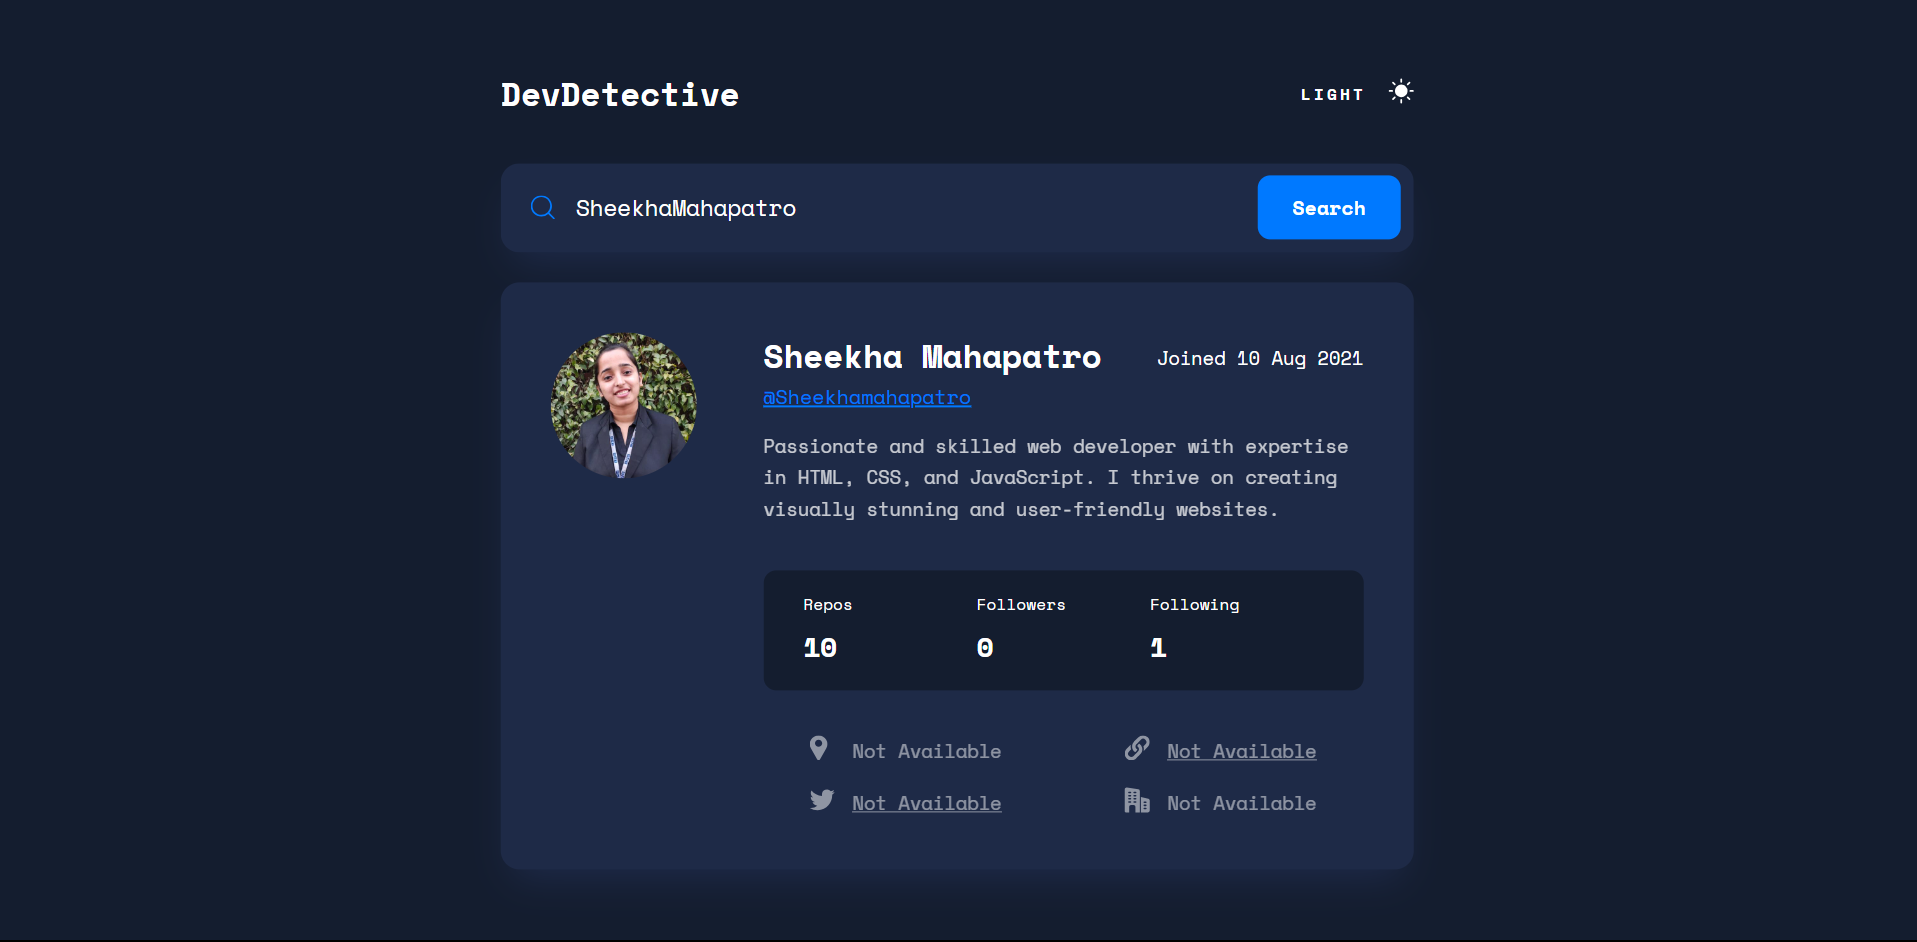 DevDetective
LIGHT
SheekhaMahapatro
Search
Sheekha Mahapatro
Joined 10 Aug 2021
@Sheekhamahapatro
Passionate and skilled web developer with expertise
in HTML, CSS, and JavaScript. I thrive on creating
visually stunning and user-friendly websites.
Repos
Followers
Following
10
0
1
Not Available
Not Available
Not Available
Not Available